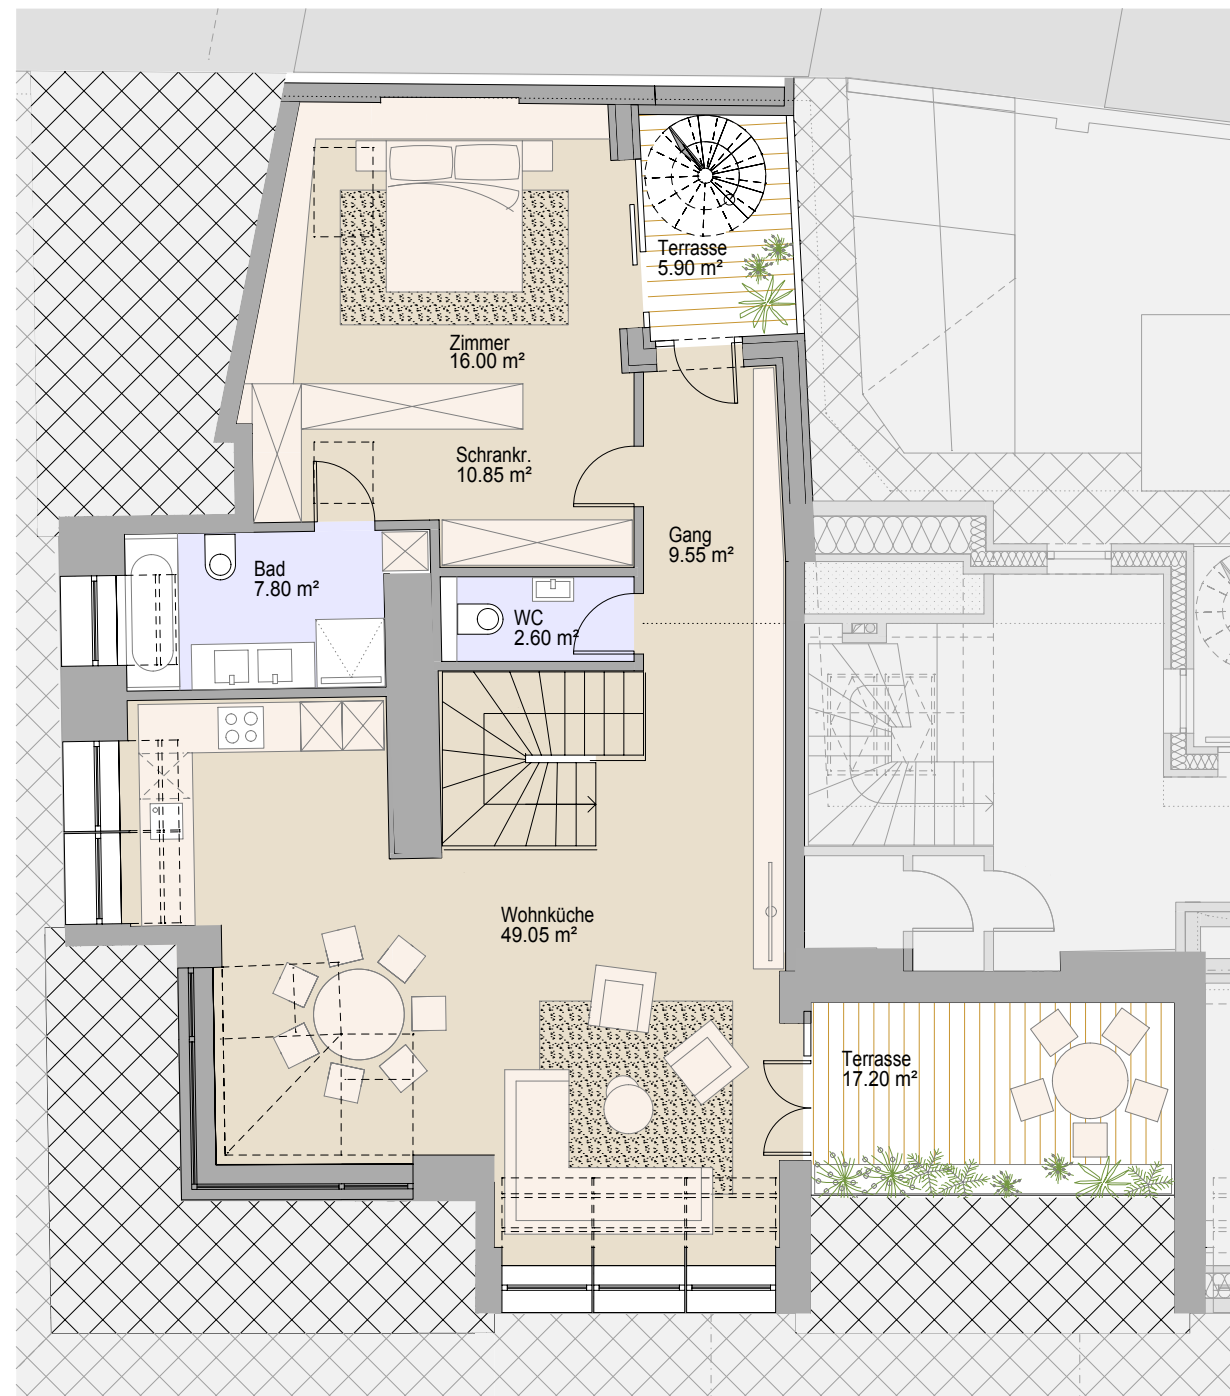 Terrasse
5.90 m²
Zimmer
16.00 m²
Schrankr.
10.85 m²
Gang
9.55 m²
Bad
7.80 m²
WC
2.60 m²
Wohnküche
49.05 m²
Terrasse
17.20 m²